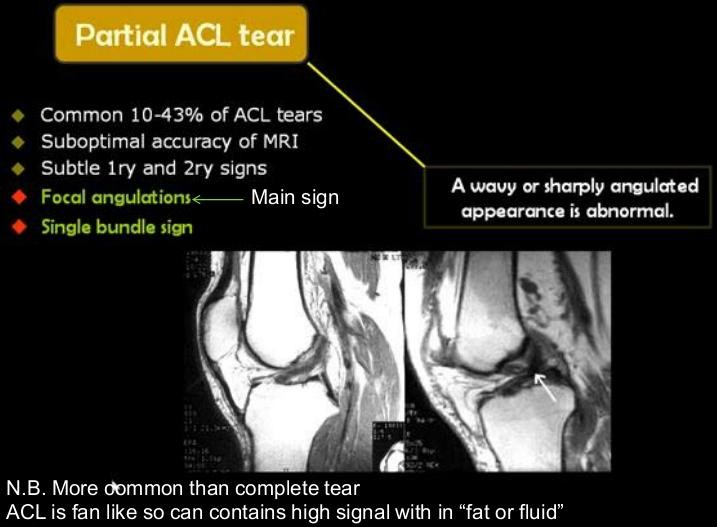 Partial ACL tear
Common 10-43% of ACL tears
Suboptimal accuracy of MRI
Subtle 1ry and 2ry signs
Focal angulations
Main sign
Single bundle sign
A wavy or sharply angulated
appearance is abnormal.
N.B. More common than complete tear
ACL is fan like so can contains high signal with in “fat or fluid”